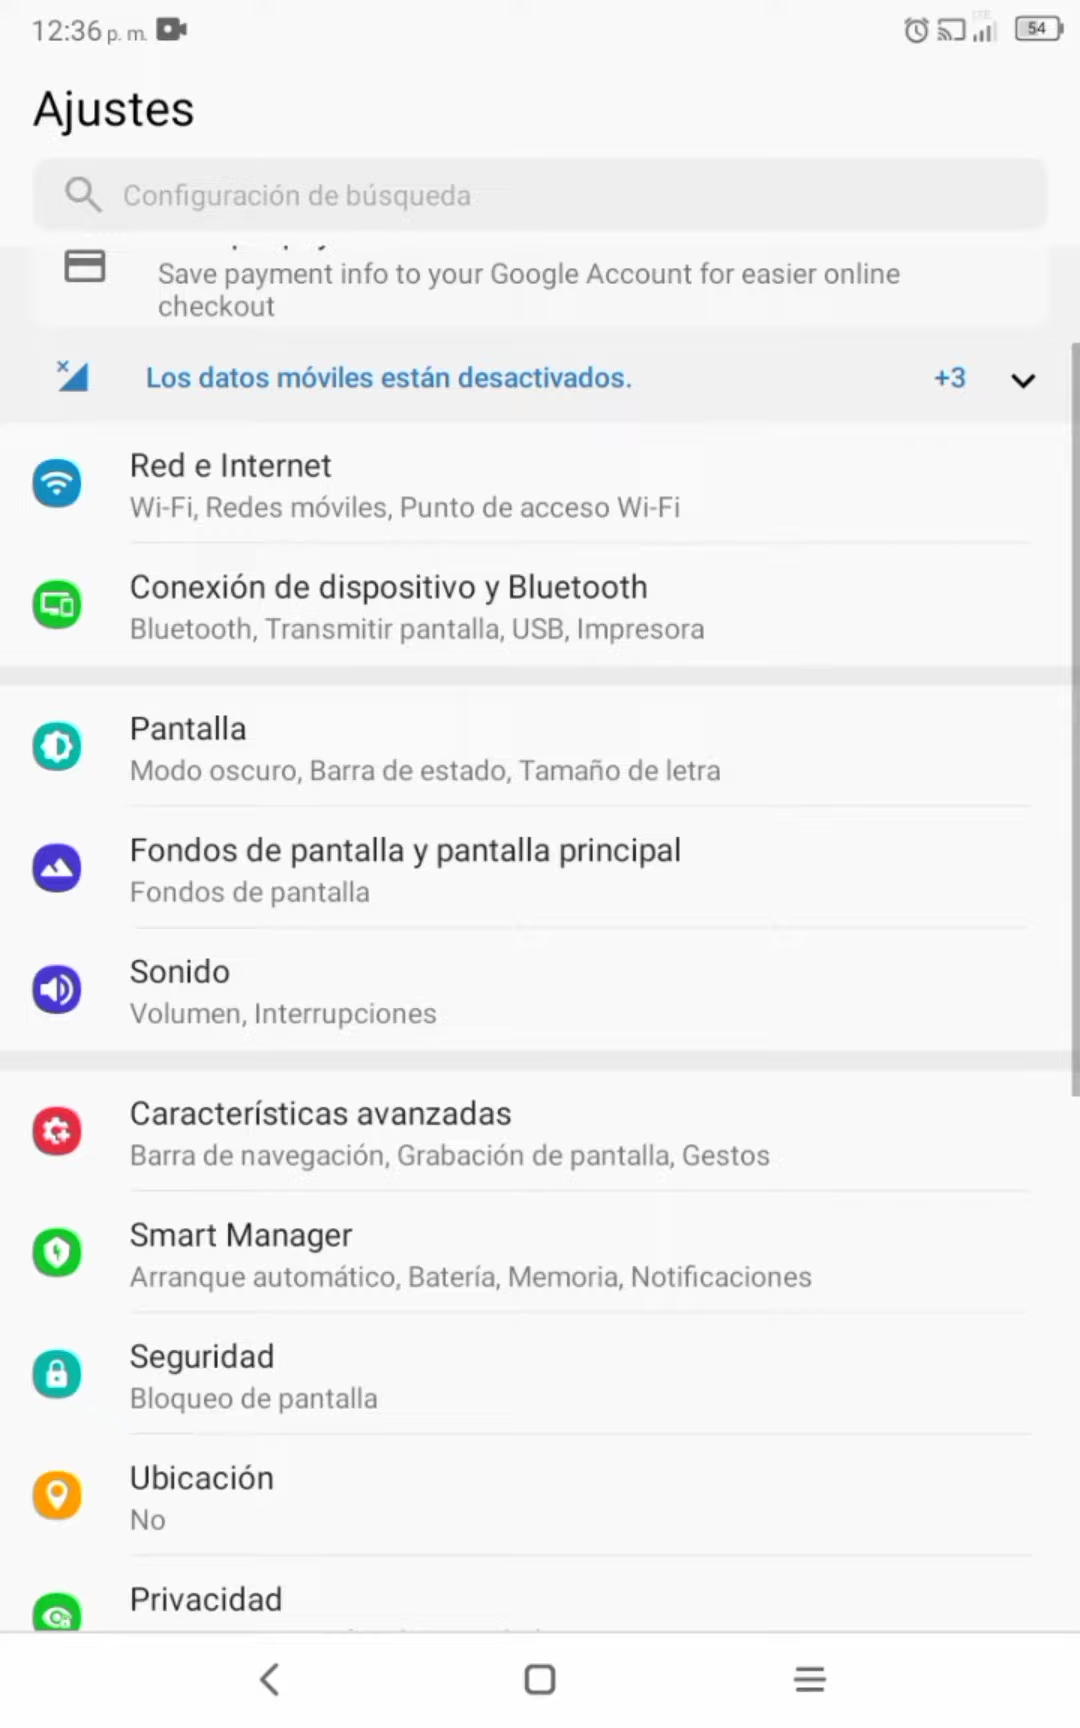 12:36 p. m.
LTE
54
Ajustes
Configuración de búsqueda
Save payment info to your Google Account for easier online
checkout
Los datos móviles están desactivados.
+3
Red e Internet
Wi-Fi, Redes móviles, Punto de acceso Wi-Fi
Conexión de dispositivo y Bluetooth
Bluetooth, Transmitir pantalla, USB, Impresora
Pantalla
Modo oscuro, Barra de estado, Tamaño de letra
Fondos de pantalla y pantalla principal
Fondos de pantalla
Sonido
Volumen, Interrupciones
Características avanzadas
Barra de navegación, Grabación de pantalla, Gestos
Smart Manager
Arranque automático, Batería, Memoria, Notificaciones
Seguridad
Bloqueo de pantalla
Ubicación
No
Privacidad